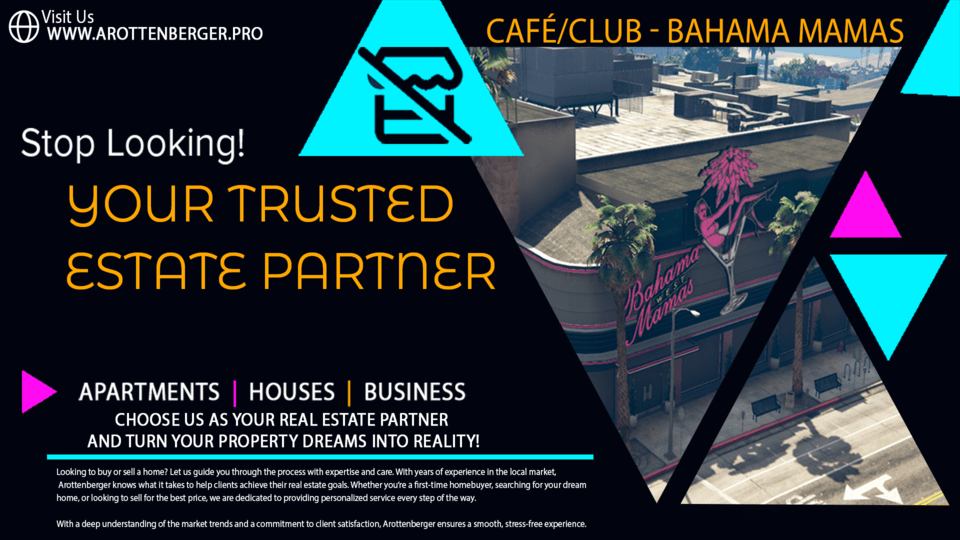 Visit Us
WWW.AROTTENBERGER.PRO
CAFÉ/CLUB - BAHAMA MAMAS
Stop Looking!
YOUR TRUSTED
ESTATE PARTNER
Bahama
WEST
Mamas
APARTMENTS | HOUSES | BUSINESS
CHOOSE US AS YOUR REAL ESTATE PARTNER
AND TURN YOUR PROPERTY DREAMS INTO REALITY!
Looking to buy or sell a home? Let us guide you through the process with expertise and care. With years of experience in the local market,
Arottenberger knows what it takes to help clients achieve their real estate goals. Whether you're a first-time homebuyer, searching for your dream
home, or looking to sell for the best price, we are dedicated to providing personalized service every step of the way.
With a deep understanding of the market trends and a commitment to client satisfaction, Arottenberger ensures a smooth, stress-free experience.